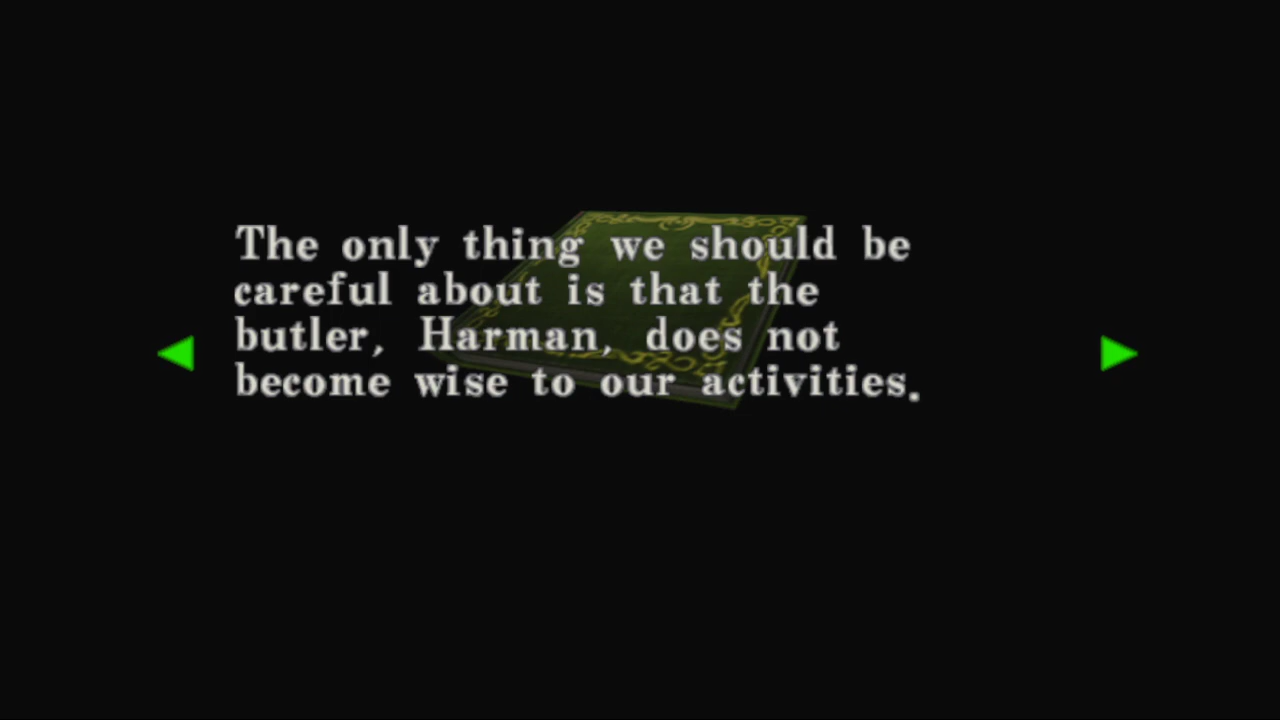 The only thing we should be
careful about is that the
butler, Harman, does not
become wise to our activities.